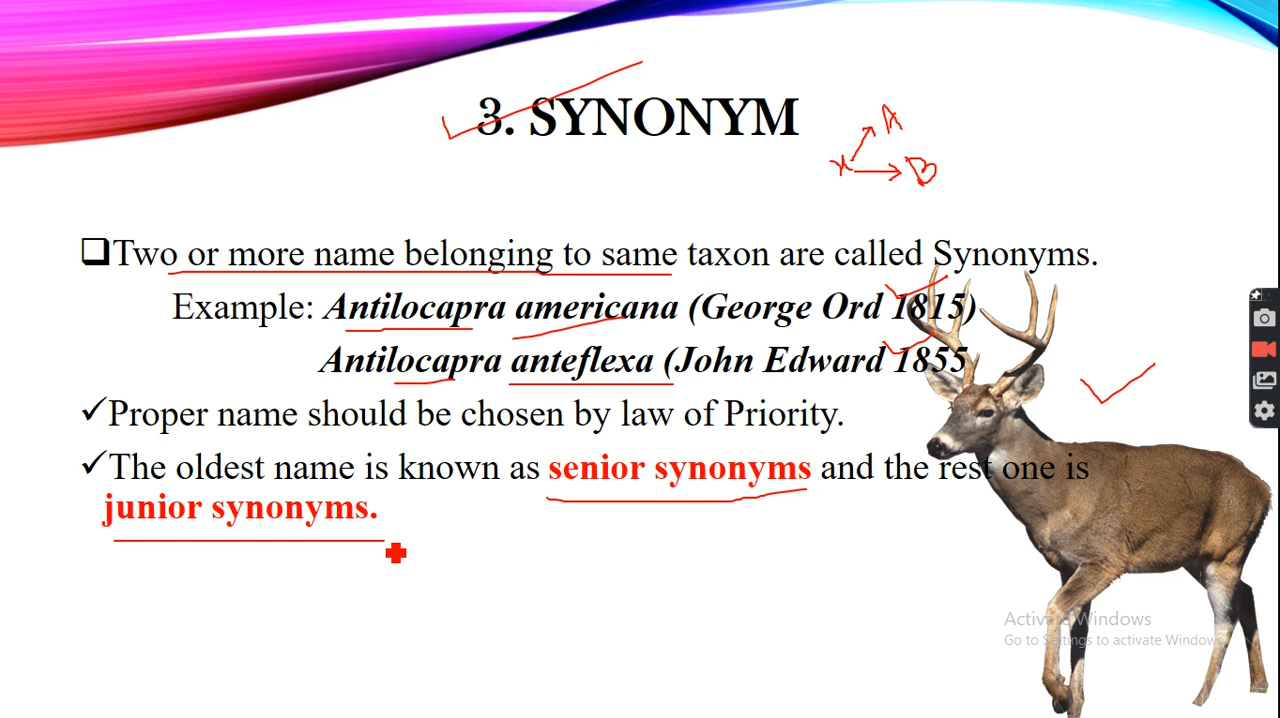 3. SYNONYM
A
x
B
❑Two or more name belonging to same taxon are called Synonyms.
Example: Antilocapra americana (George Ord 1815)
Antilocapra anteflexa (John Edward 1855
✓Proper name should be chosen by law of Priority.
✓The oldest name is known as senior synonyms and the rest one is
junior synonyms.
Activate Windows
Go to Settings to activate Windows